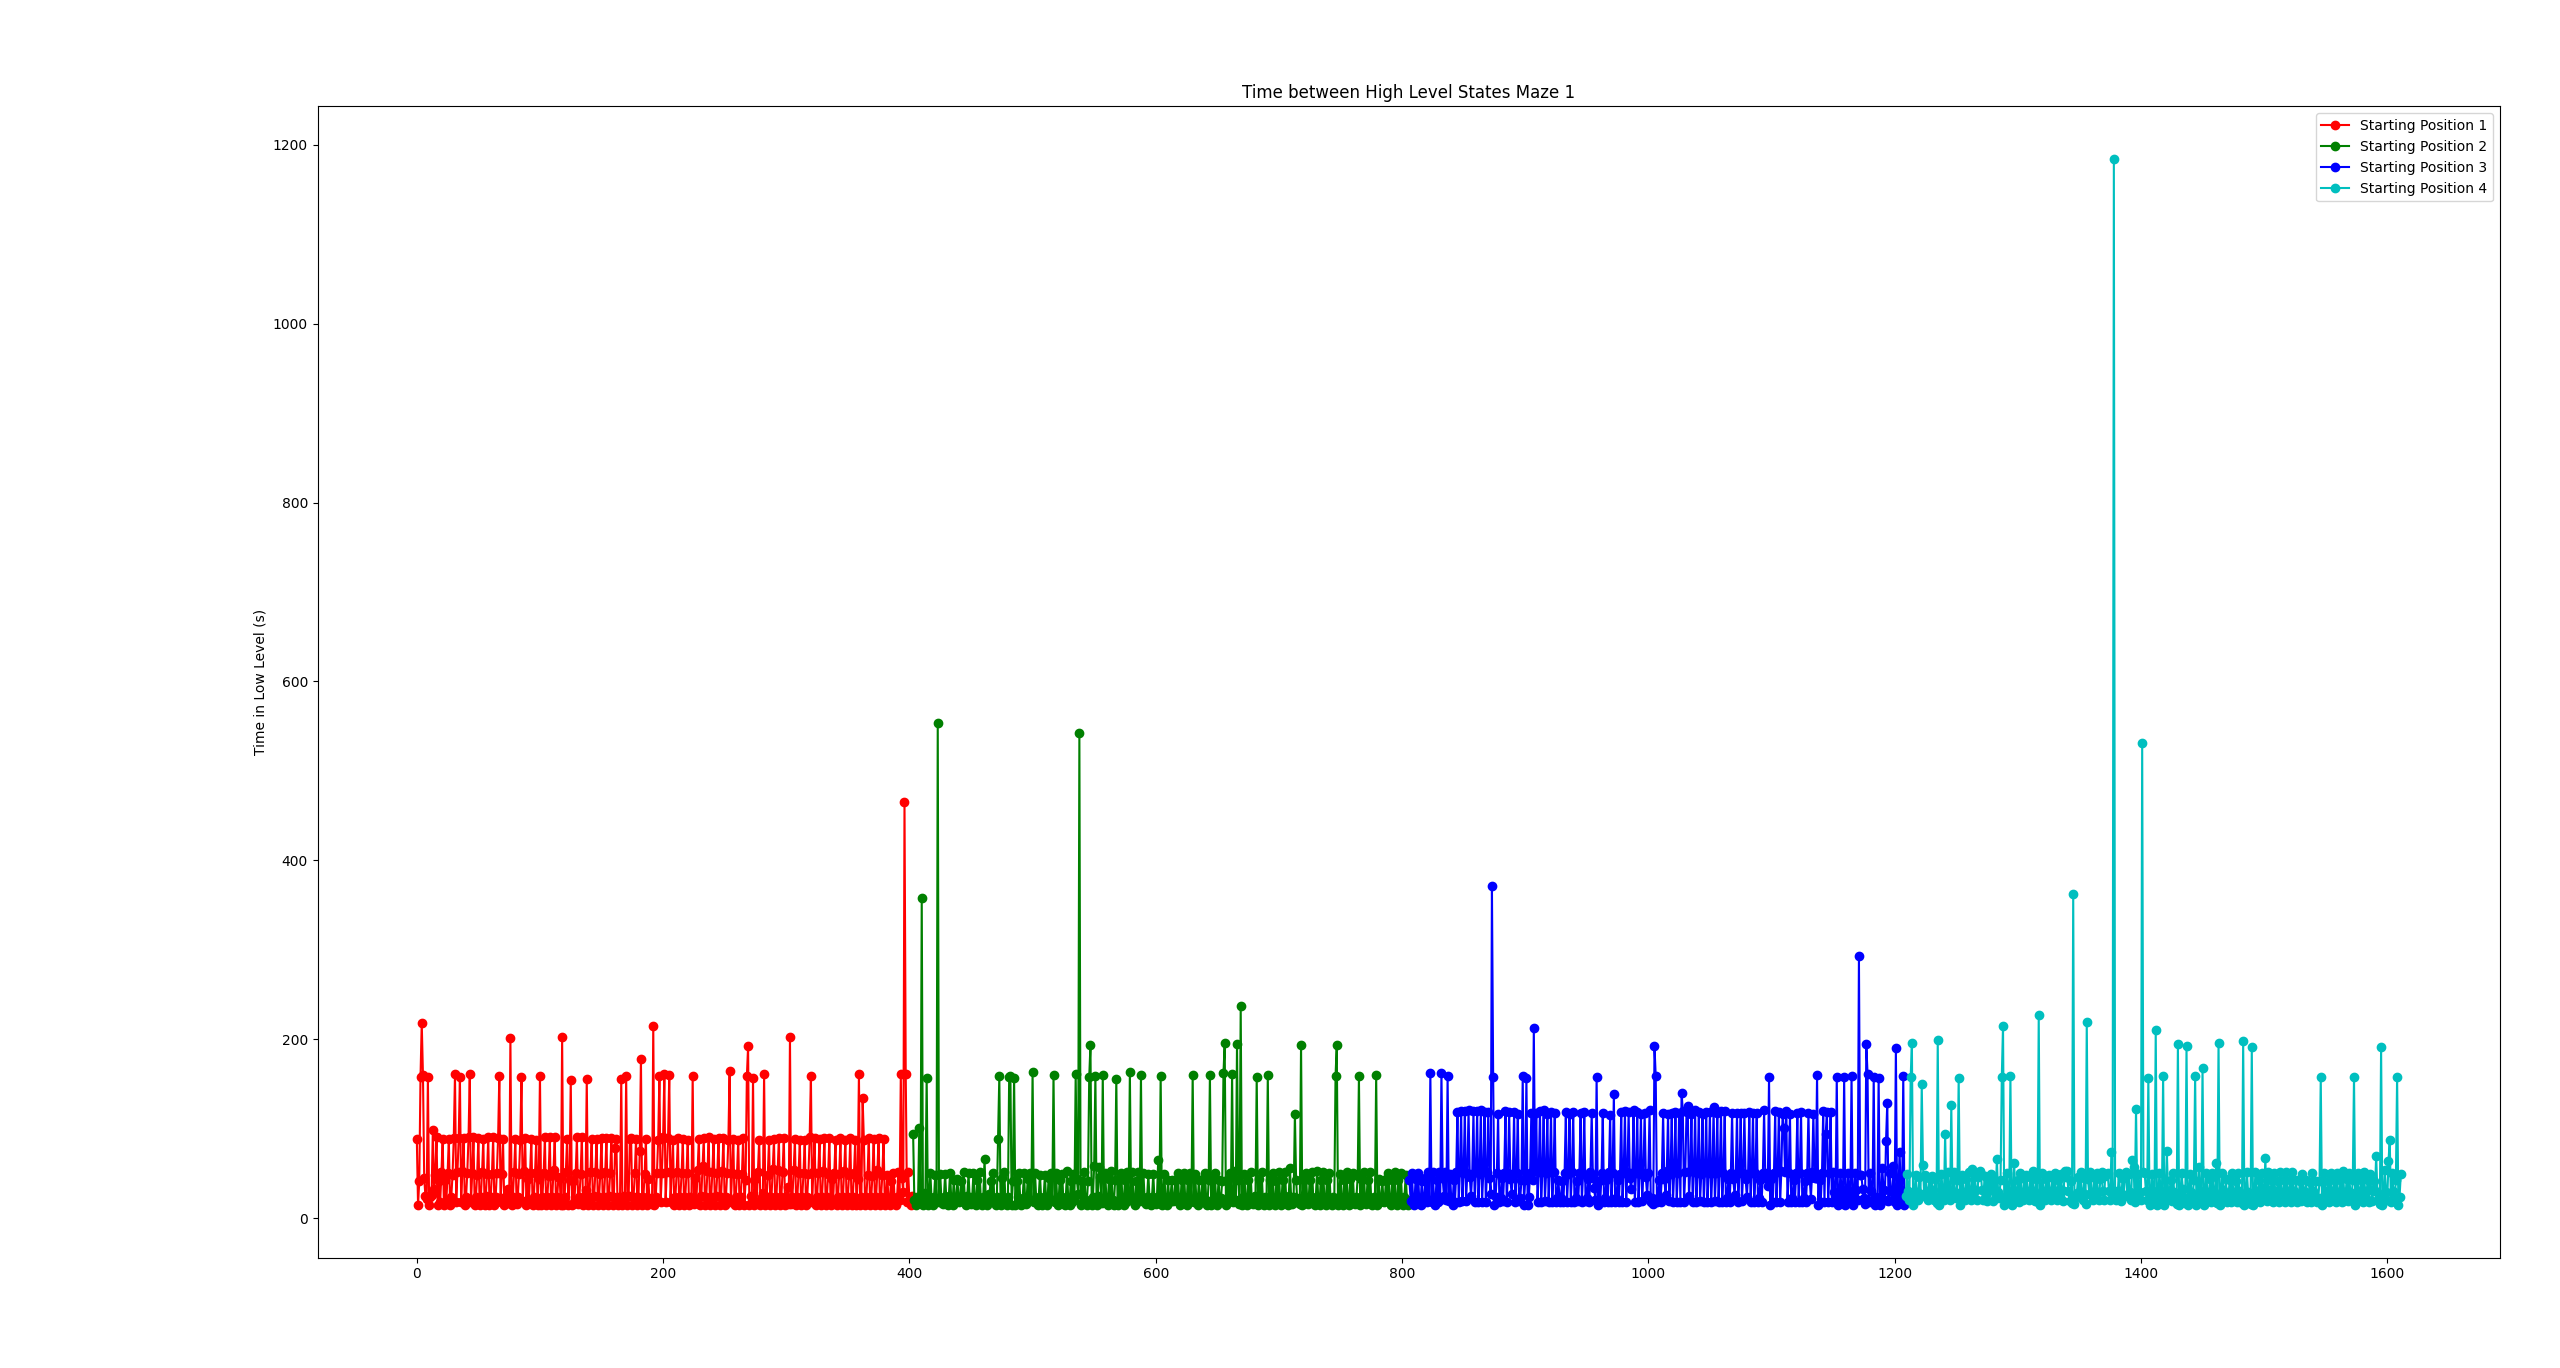 Time between High Level States Maze 1
Starting Position 1
Starting Position 2
Starting Position 3
Starting Position 4
Time in Low Level (s)
1200
1000
800
600
400
200
0
0 200 400 600 800 1000 1200 1400 1600